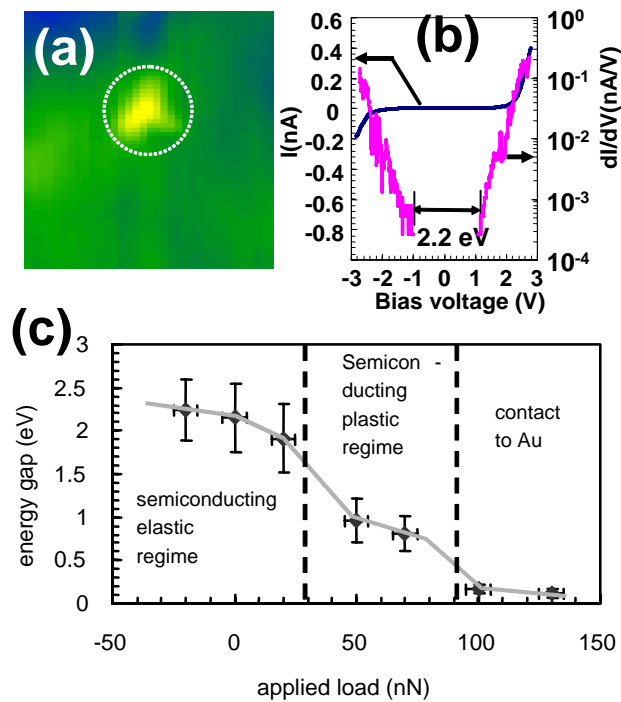 (a)
(b)
0.6
0.4
0.2
0
-0.2
-0.4
-0.6
-0.8
I(nA)
10⁰
10⁻¹
10⁻²
10⁻³
10⁻⁴
dI/dV(nA/V)
2.2 eV
-3 -2 -1 0 1 2 3
Bias voltage (V)
(c)
3
2.5
2
1.5
1
0.5
0
energy gap (eV)
semiconducting
elastic
regime
Semicon -
ducting
plastic
regime
contact
to Au
-50 0 50 100 150
applied load (nN)